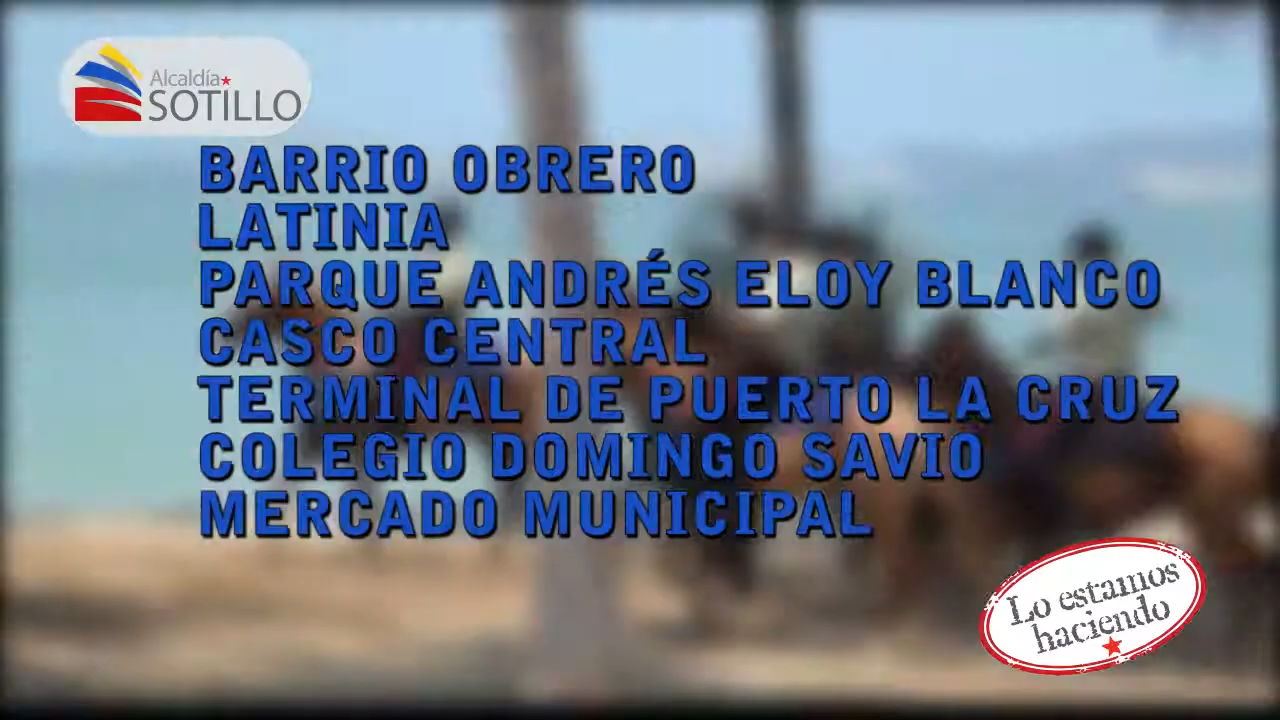 Alcaldía
SOTILLO
BARRIO OBRERO
LATINIA
PARQUE ANDRÉS ELOY BLANCO
CASCO CENTRAL
TERMINAL DE PUERTO LA CRUZ
COLEGIO DOMINGO SAVIO
MERCADO MUNICIPAL
Lo estamos
haciendo